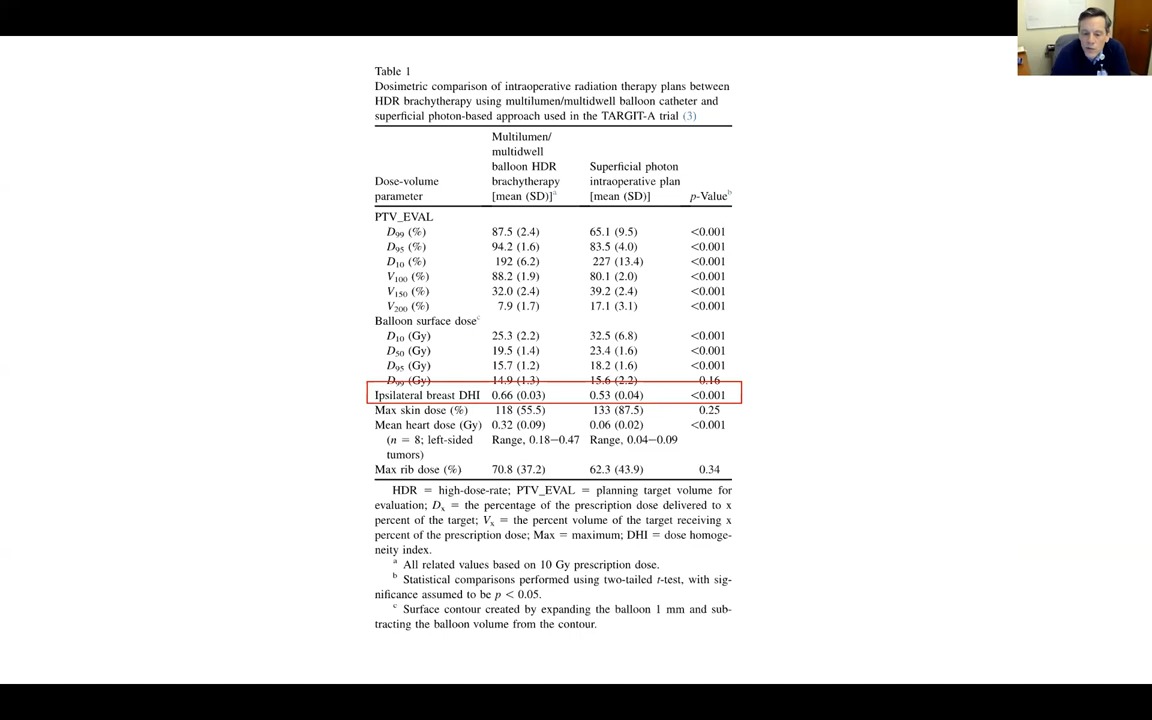 Table 1
Dosimetric comparison of intraoperative radiation therapy plans between
HDR brachytherapy using multilumen/multidwell balloon catheter and
superficial photon-based approach used in the TARGIT-A trial (3)
Multilumen/
multidwell
balloon HDR Superficial photon
Dose-volume brachytherapy intraoperative plan
parameter [mean (SD)]a [mean (SD)] p-Valueb
PTV_EVAL
D99 (%) 87.5 (2.4) 65.1 (9.5) <0.001
D95 (%) 94.2 (1.6) 83.5 (4.0) <0.001
D10 (%) 192 (6.2) 227 (13.4) <0.001
V100 (%) 88.2 (1.9) 80.1 (2.0) <0.001
V150 (%) 32.0 (2.4) 39.2 (2.4) <0.001
V200 (%) 7.9 (1.7) 17.1 (3.1) <0.001
Balloon surface dosec
D10 (Gy) 25.3 (2.2) 32.5 (6.8) <0.001
D50 (Gy) 19.5 (1.4) 23.4 (1.6) <0.001
D95 (Gy) 15.7 (1.2) 18.2 (1.6) <0.001
D99 (Gy) 14.9 (1.3) 15.6 (2.2) 0.16
Ipsilateral breast DHI 0.66 (0.03) 0.53 (0.04) <0.001
Max skin dose (%) 118 (55.5) 133 (87.5) 0.25
Mean heart dose (Gy) 0.32 (0.09) 0.06 (0.02) <0.001
(n = 8; left-sided Range, 0.18−0.47 Range, 0.04−0.09
tumors)
Max rib dose (%) 70.8 (37.2) 62.3 (43.9) 0.34
HDR = high-dose-rate; PTV_EVAL = planning target volume for
evaluation; Dx = the percentage of the prescription dose delivered to x
percent of the target; Vx = the percent volume of the target receiving x
percent of the prescription dose; Max = maximum; DHI = dose homoge-
neity index.
a All related values based on 10 Gy prescription dose.
b Statistical comparisons performed using two-tailed t-test, with sig-
nificance assumed to be p < 0.05.
c Surface contour created by expanding the balloon 1 mm and sub-
tracting the balloon volume from the contour.